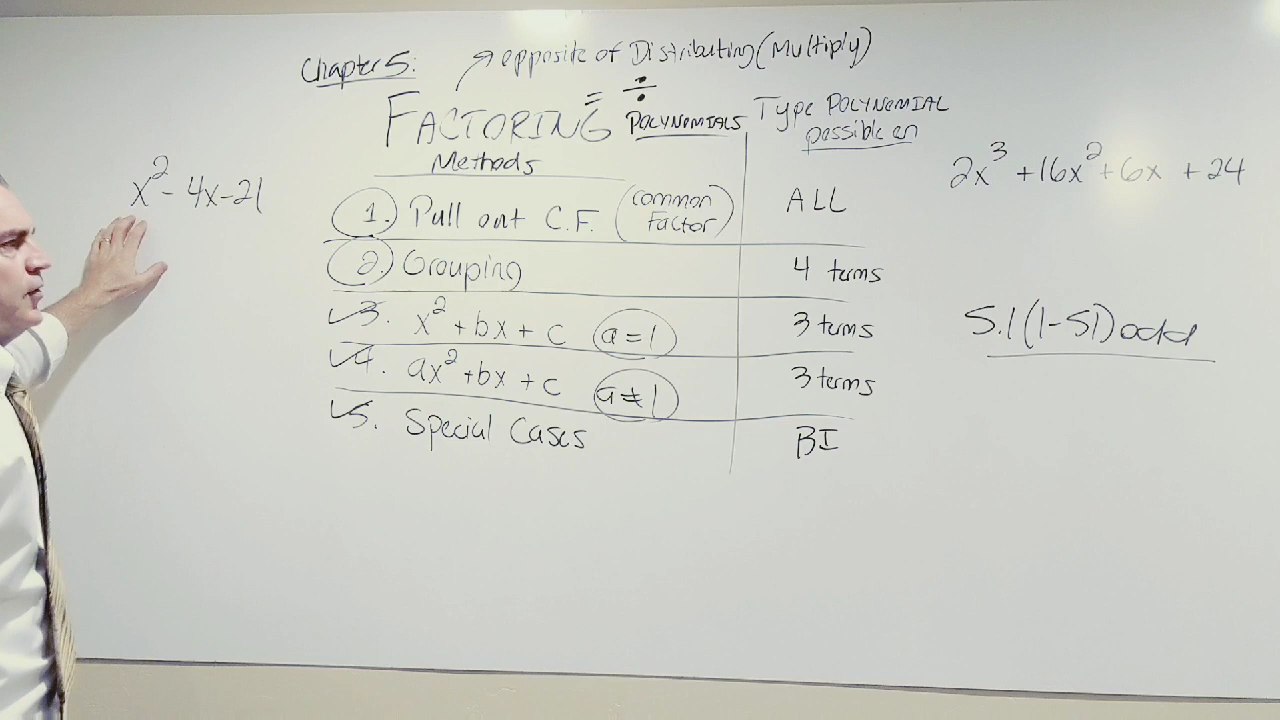 Chapter 5:
opposite of Distributing (Multiply)
FACTORING = ÷ POLYNOMIALS
Type POLYNOMIAL
possible on
Methods
x² - 4x - 21
2x³ + 16x² + 6x + 24
1. Pull out C.F. (common Factor) ALL
2. Grouping 4 terms
3. x² + bx + c a = 1 3 terms
5.1 (1-51) odd
4. ax² + bx + c a ≠ 1 3 terms
5. Special Cases BI